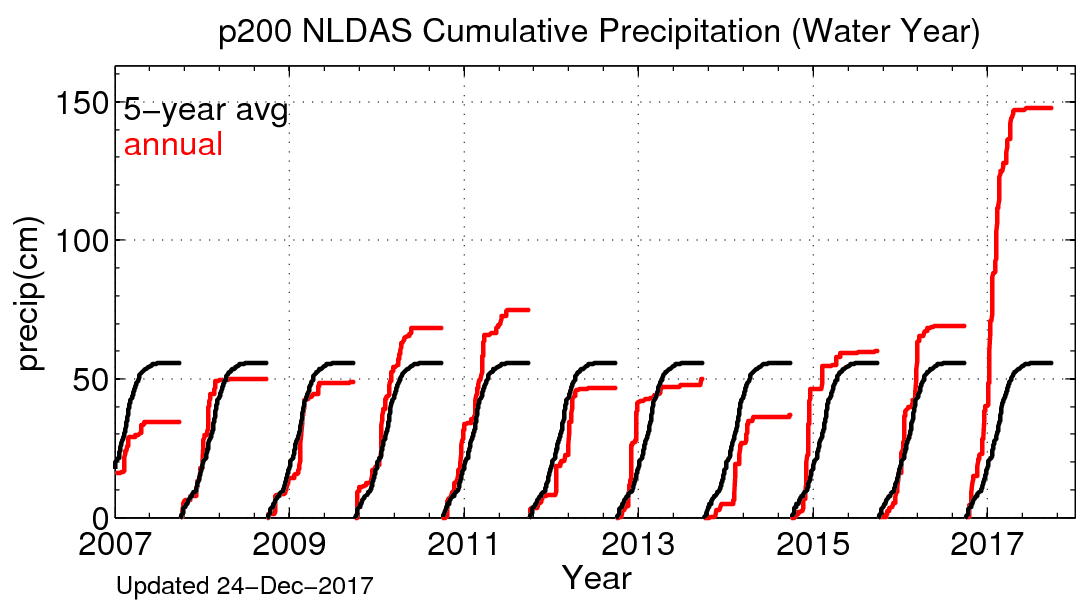 p200 NLDAS Cumulative Precipitation (Water Year)
150
5−year avg
annual
100
precip(cm)
50
0
2007 2009 2011 2013 2015 2017
Year
Updated 24−Dec−2017